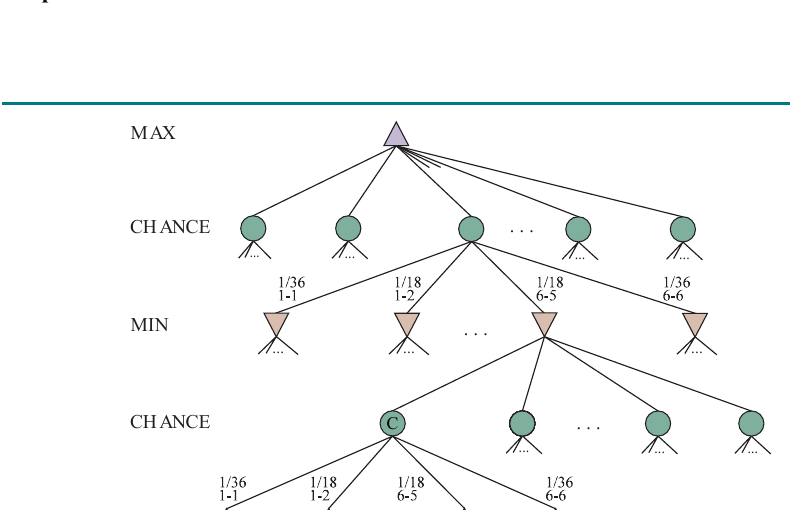 MAX
CHANCE
...
... ... ... ... 
1/36 1/18 1/18 1/36
1-1 1-2 6-5 6-6
MIN
...
... ... ...
CHANCE
C
...
... ... ...
1/36 1/18 1/18 1/36
1-1 1-2 6-5 6-6